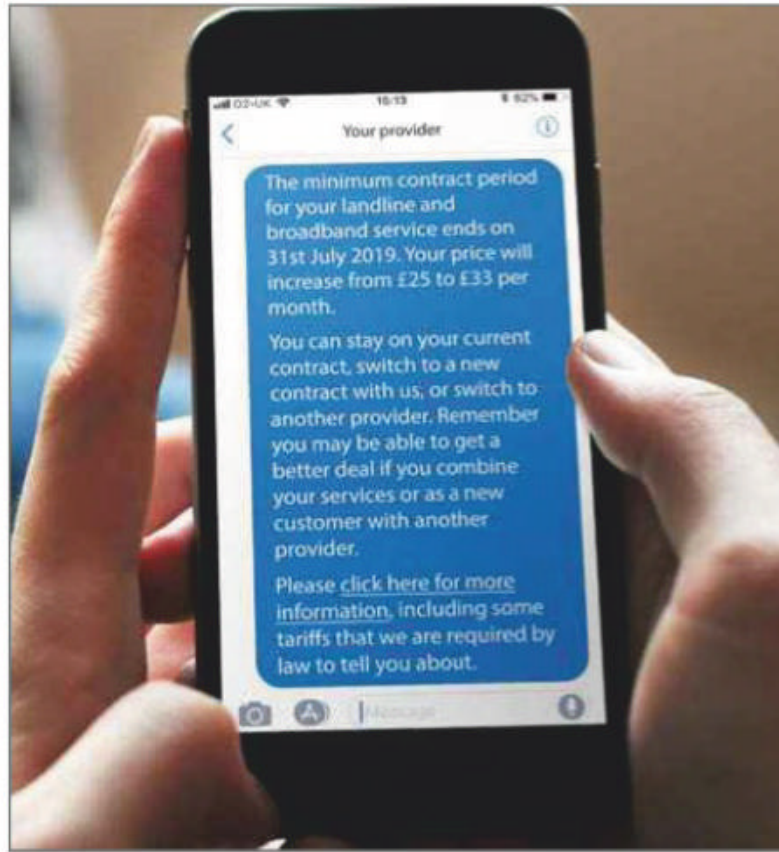 O2-UK
Your provider
The minimum contract period
for your landline and
broadband service ends on
31st July 2019. Your price will
increase from £25 to £33 per
month.
You can stay on your current
contract, switch to a new
contract with us, or switch to
another provider. Remember
you may be able to get a
better deal if you combine
your services or as a new
customer with another
provider.
Please click here for more
information, including some
tariffs that we are required by
law to tell you about.
Message